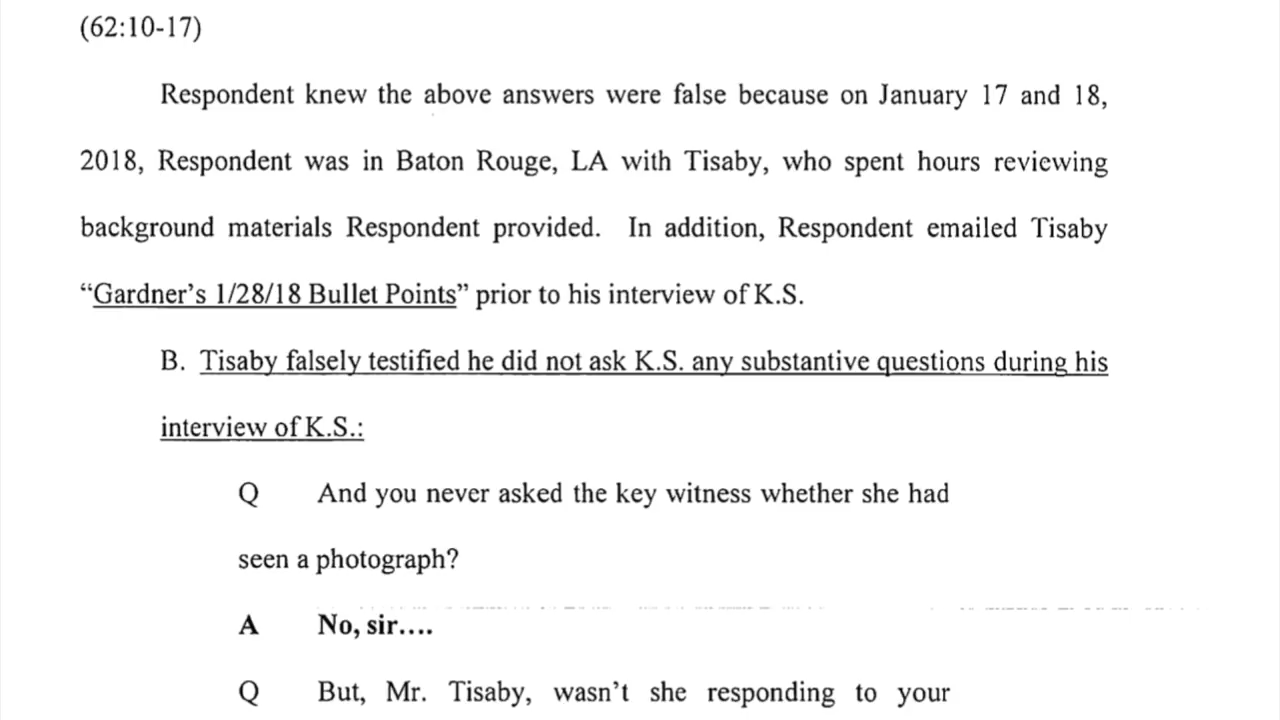 (62:10-17)
Respondent knew the above answers were false because on January 17 and 18,
2018, Respondent was in Baton Rouge, LA with Tisaby, who spent hours reviewing
background materials Respondent provided. In addition, Respondent emailed Tisaby
“Gardner’s 1/28/18 Bullet Points” prior to his interview of K.S.
B. Tisaby falsely testified he did not ask K.S. any substantive questions during his
interview of K.S.:
Q And you never asked the key witness whether she had
seen a photograph?
A No, sir....
Q But, Mr. Tisaby, wasn’t she responding to your